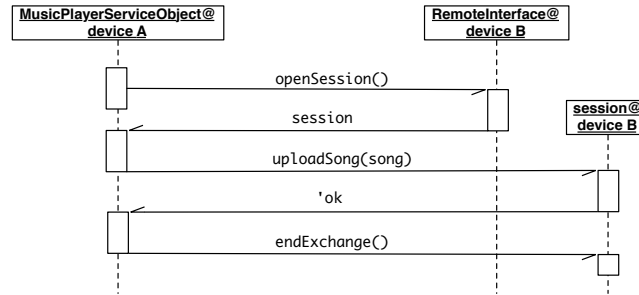 MusicPlayerServiceObject@
device A
RemoteInterface@
device B
openSession()
session
session@
device B
uploadSong(song)
'ok
endExchange()